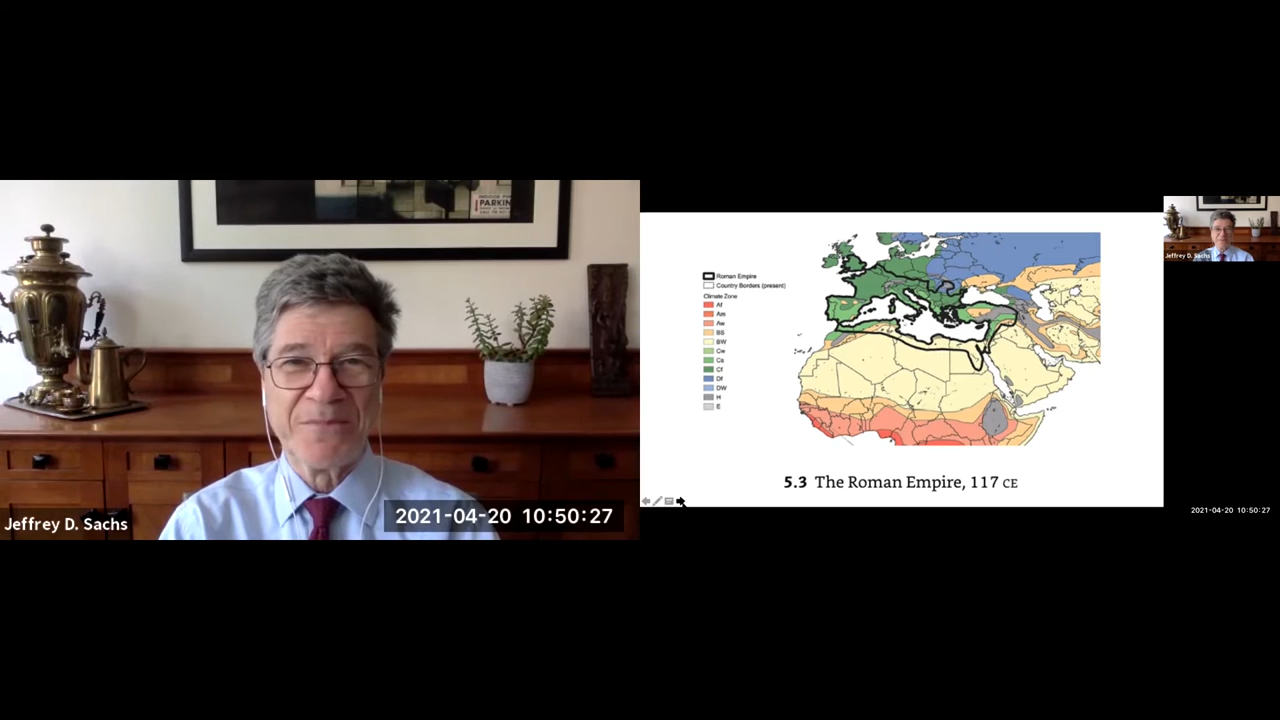 PARKIN
Jeffrey D. Sachs
2021-04-20 10:50:27
Roman Empire
Country Borders (present)
Climate Zone
Af
Am
Aw
BS
BW
Cw
Cs
Cf
Df
DW
H
E
5.3 The Roman Empire, 117 CE
Jeffrey D. Sachs
2021-04-20 10:50:27